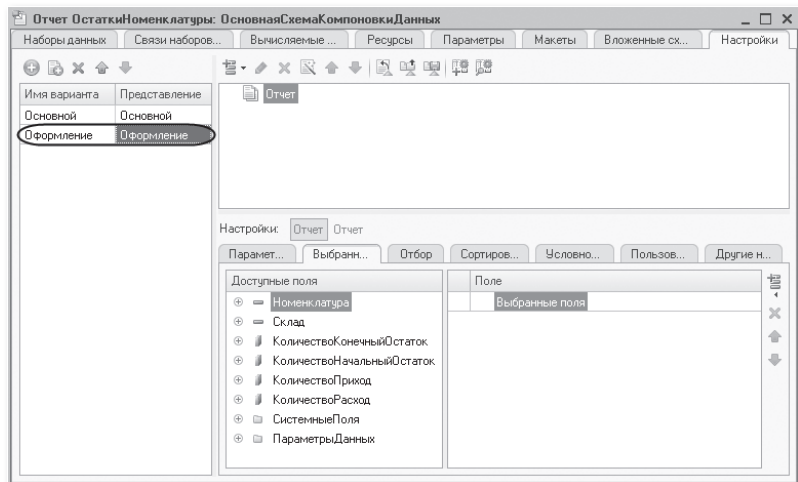 Отчет ОстаткиНоменклатуры: ОсновнаяСхемаКомпоновкиДанных
Наборы данных Связи наборов... Вычисляемые ... Ресурсы Параметры Макеты Вложенные сх... Настройки
Имя варианта Представление
Основной Основной
Оформление Оформление
Отчет
Настройки: Отчет Отчет
Парамет... Выбранн... Отбор Сортиров... Условно... Пользов... Другие н...
Доступные поля
Номенклатура
Склад
КоличествоКонечныйОстаток
КоличествоНачальныйОстаток
КоличествоПриход
КоличествоРасход
СистемныеПоля
ПараметрыДанных
Поле
Выбранные поля